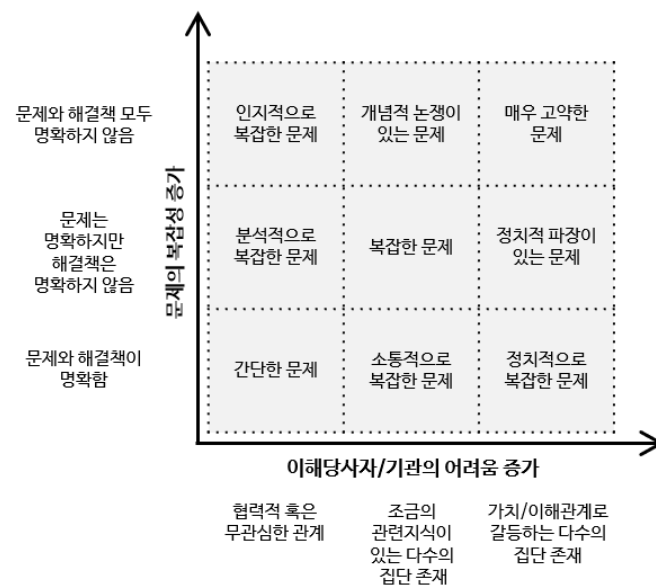 문제와 해결책 모두
명확하지 않음
인지적으로
복잡한 문제
개념적 논쟁이
있는 문제
매우 고약한
문제
문제의 복잡성 증가
문제는
명확하지만
해결책은
명확하지 않음
분석적으로
복잡한 문제
복잡한 문제
정치적 파장이
있는 문제
문제와 해결책이
명확함
간단한 문제
소통적으로
복잡한 문제
정치적으로
복잡한 문제
이해당사자/기관의 어려움 증가
협력적 혹은
무관심한 관계
조금의
관련지식이
있는 다수의
집단 존재
가치/이해관계로
갈등하는 다수의
집단 존재